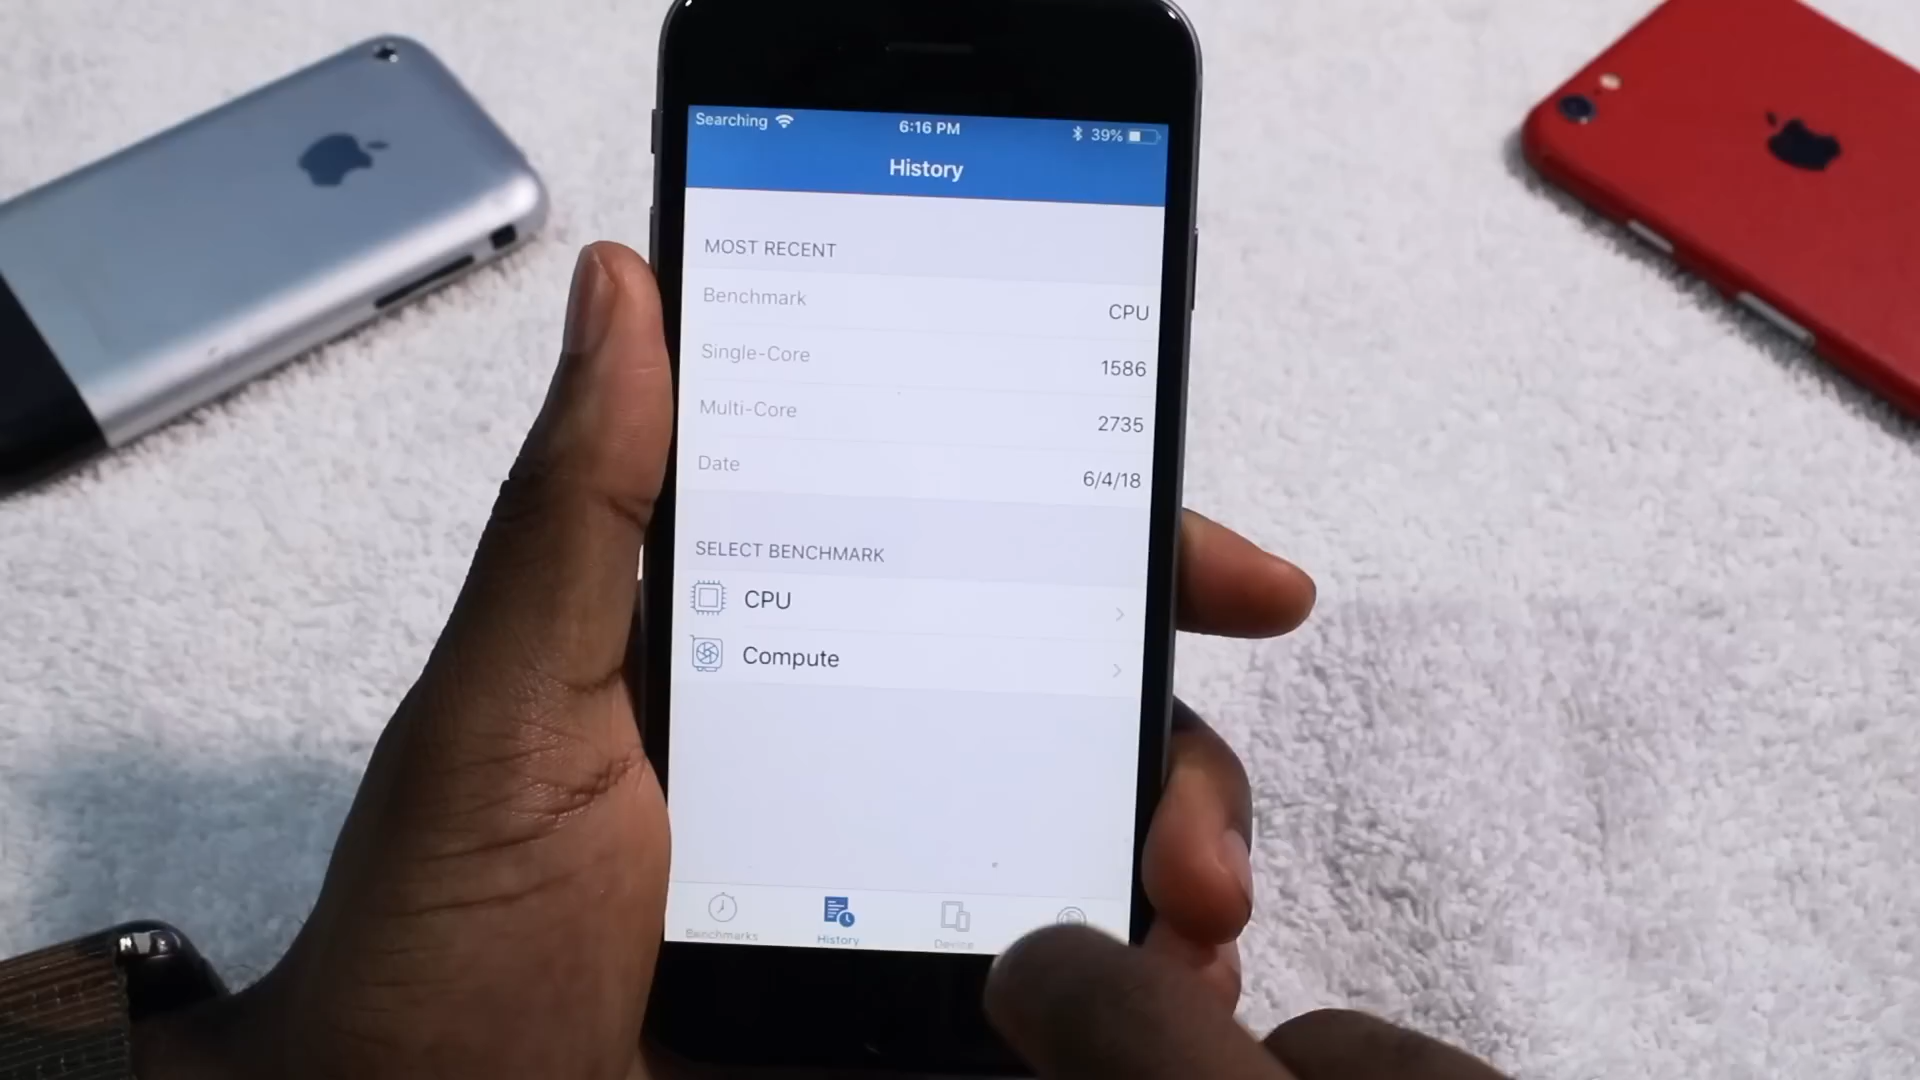 Searching 6:16 PM 39%
History
MOST RECENT
Benchmark CPU
Single-Core 1586
Multi-Core 2735
Date 6/4/18
SELECT BENCHMARK
CPU
Compute
Benchmarks History Device